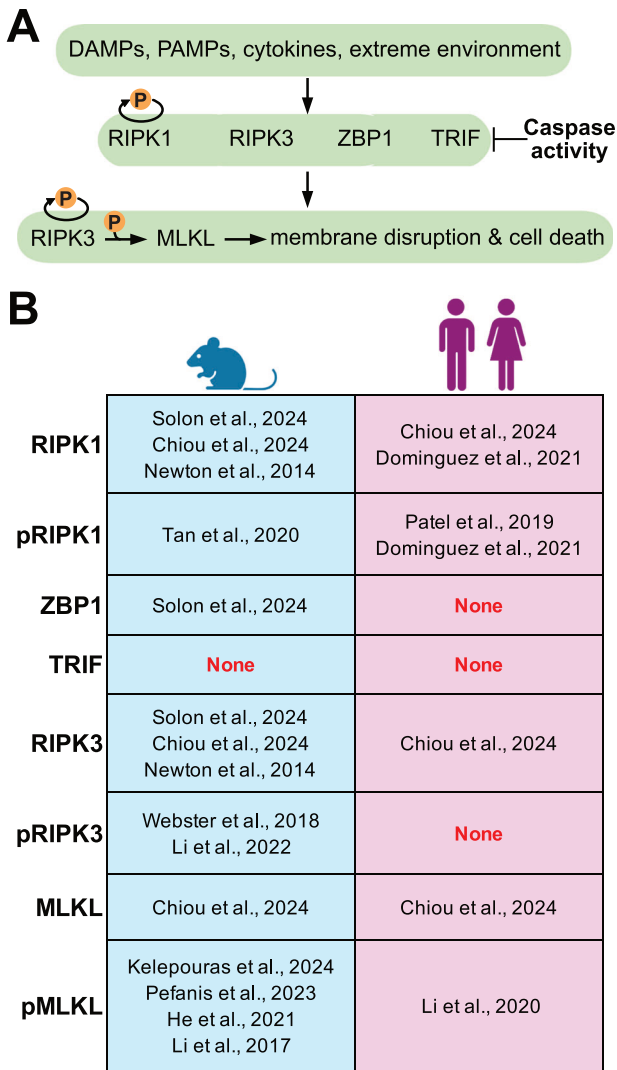 A
DAMPs, PAMPs, cytokines, extreme environment
P
RIPK1 RIPK3 ZBP1 TRIF
Caspase
activity
P
P
RIPK3 MLKL membrane disruption & cell death
B
RIPK1
Solon et al., 2024
Chiou et al., 2024
Newton et al., 2014
Chiou et al., 2024
Dominguez et al., 2021
pRIPK1
Tan et al., 2020
Patel et al., 2019
Dominguez et al., 2021
ZBP1
Solon et al., 2024
None
TRIF
None
None
RIPK3
Solon et al., 2024
Chiou et al., 2024
Newton et al., 2014
Chiou et al., 2024
pRIPK3
Webster et al., 2018
Li et al., 2022
None
MLKL
Chiou et al., 2024
Chiou et al., 2024
pMLKL
Kelepouras et al., 2024
Pefanis et al., 2023
He et al., 2021
Li et al., 2017
Li et al., 2020